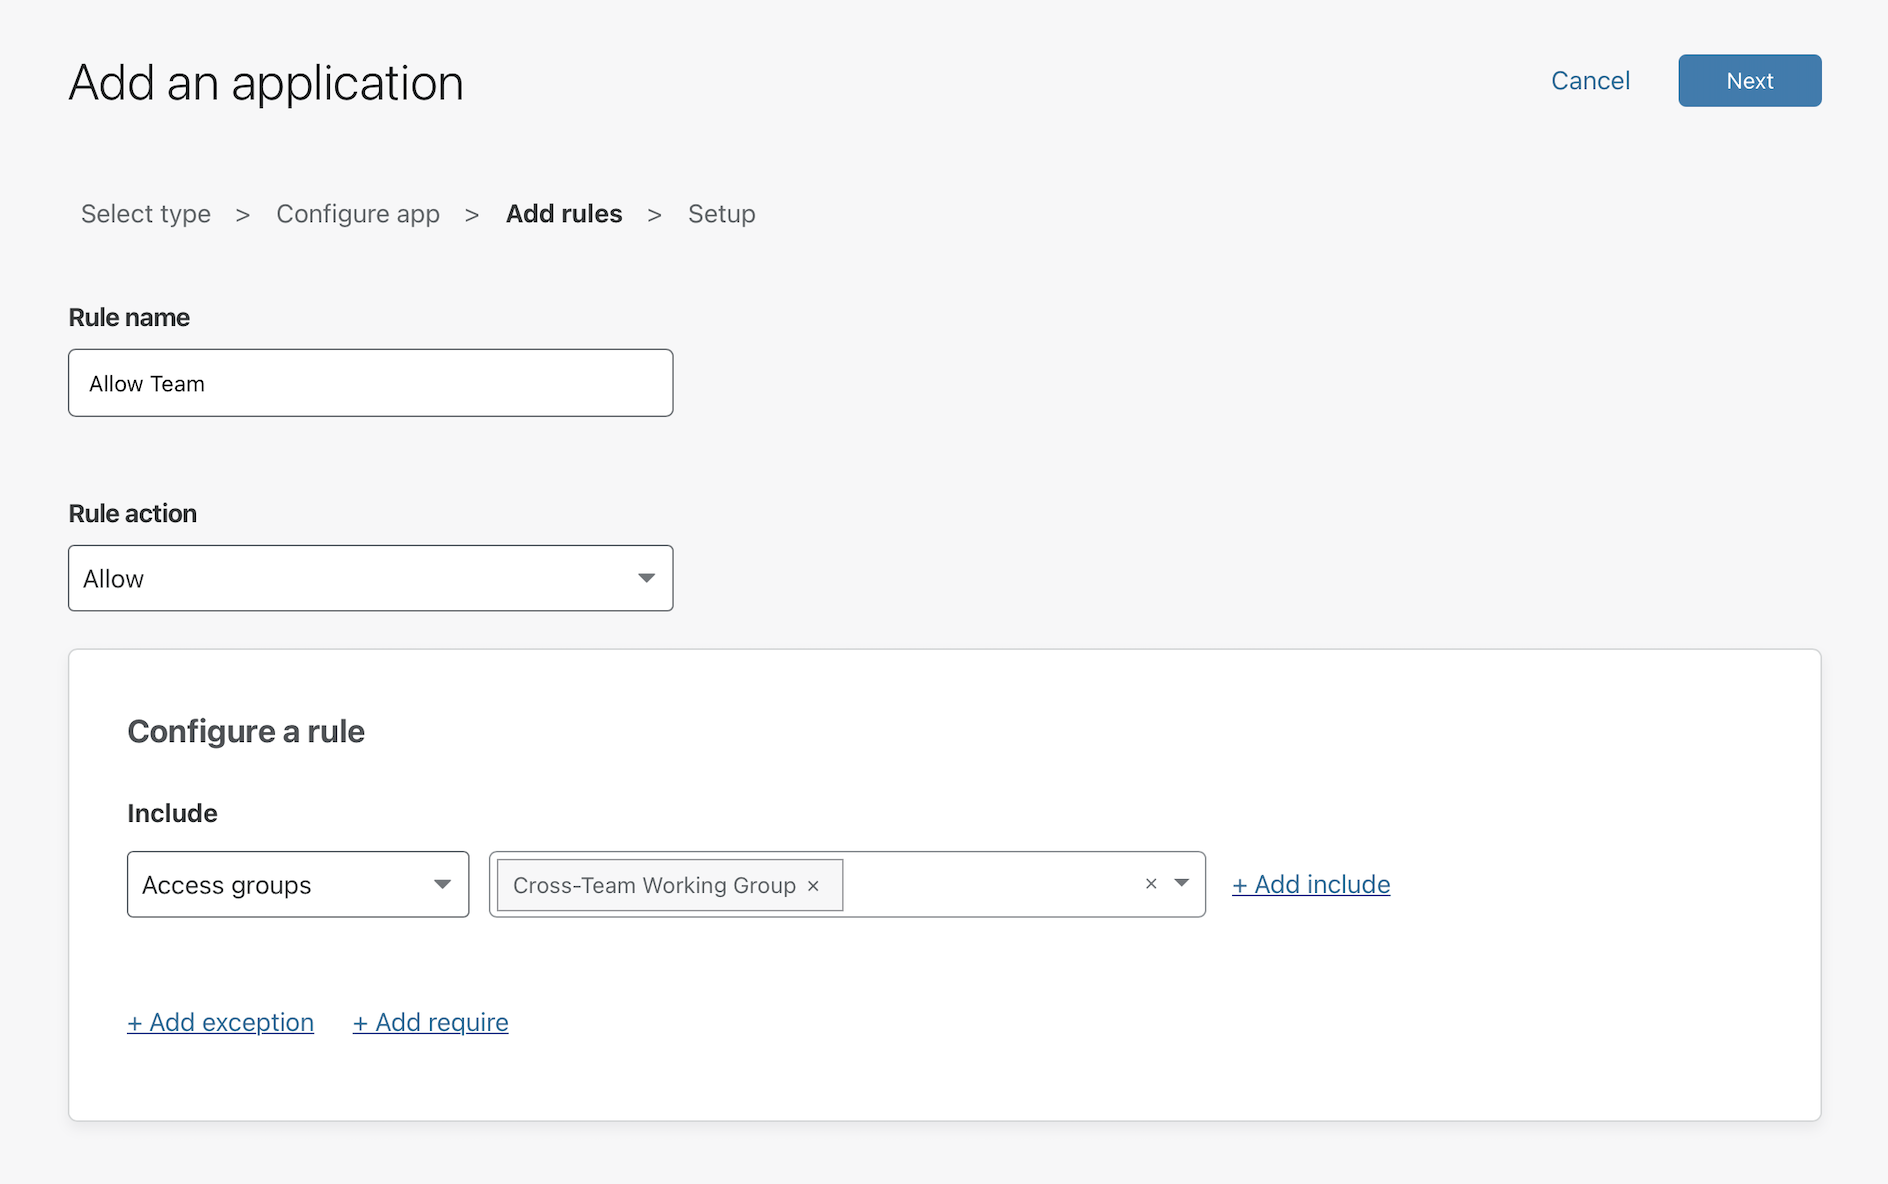 Add an application
Cancel
Next
Select type > Configure app > Add rules > Setup
Rule name
Allow Team
Rule action
Allow
Configure a rule
Include
Access groups
Cross-Team Working Group ×
×
+ Add include
+ Add exception
+ Add require